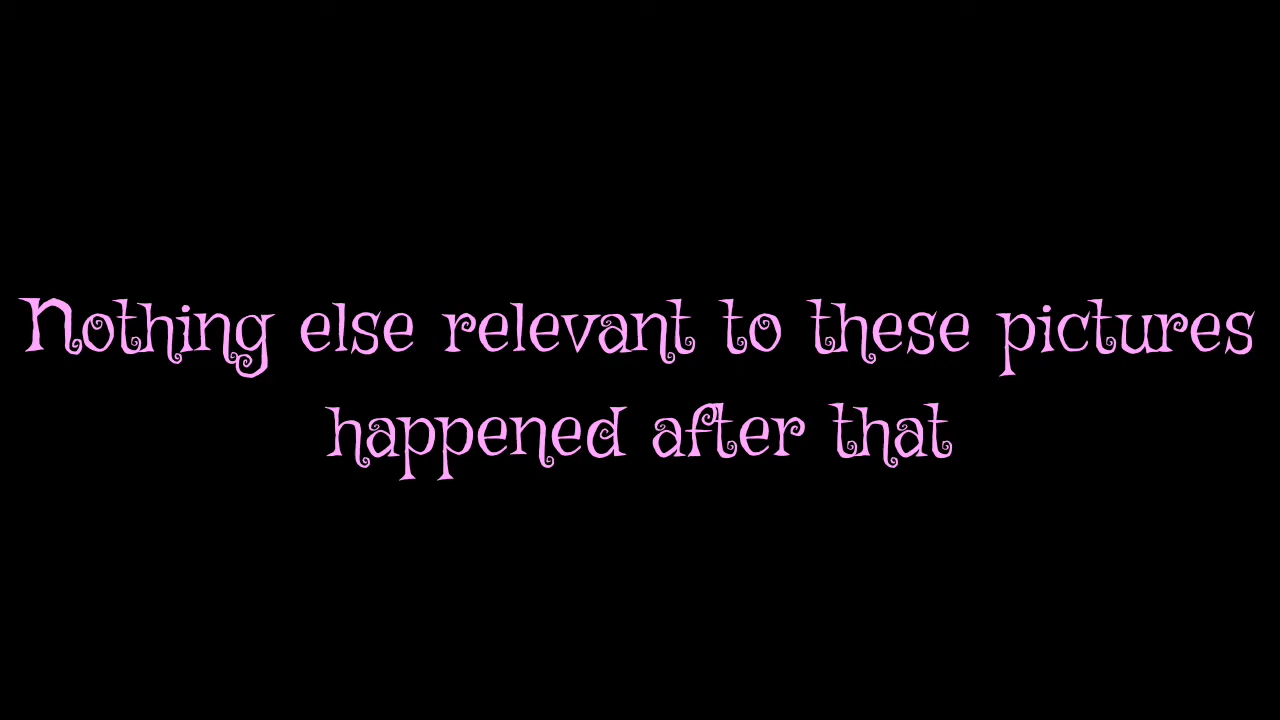 Nothing else relevant to these pictures
happened after that